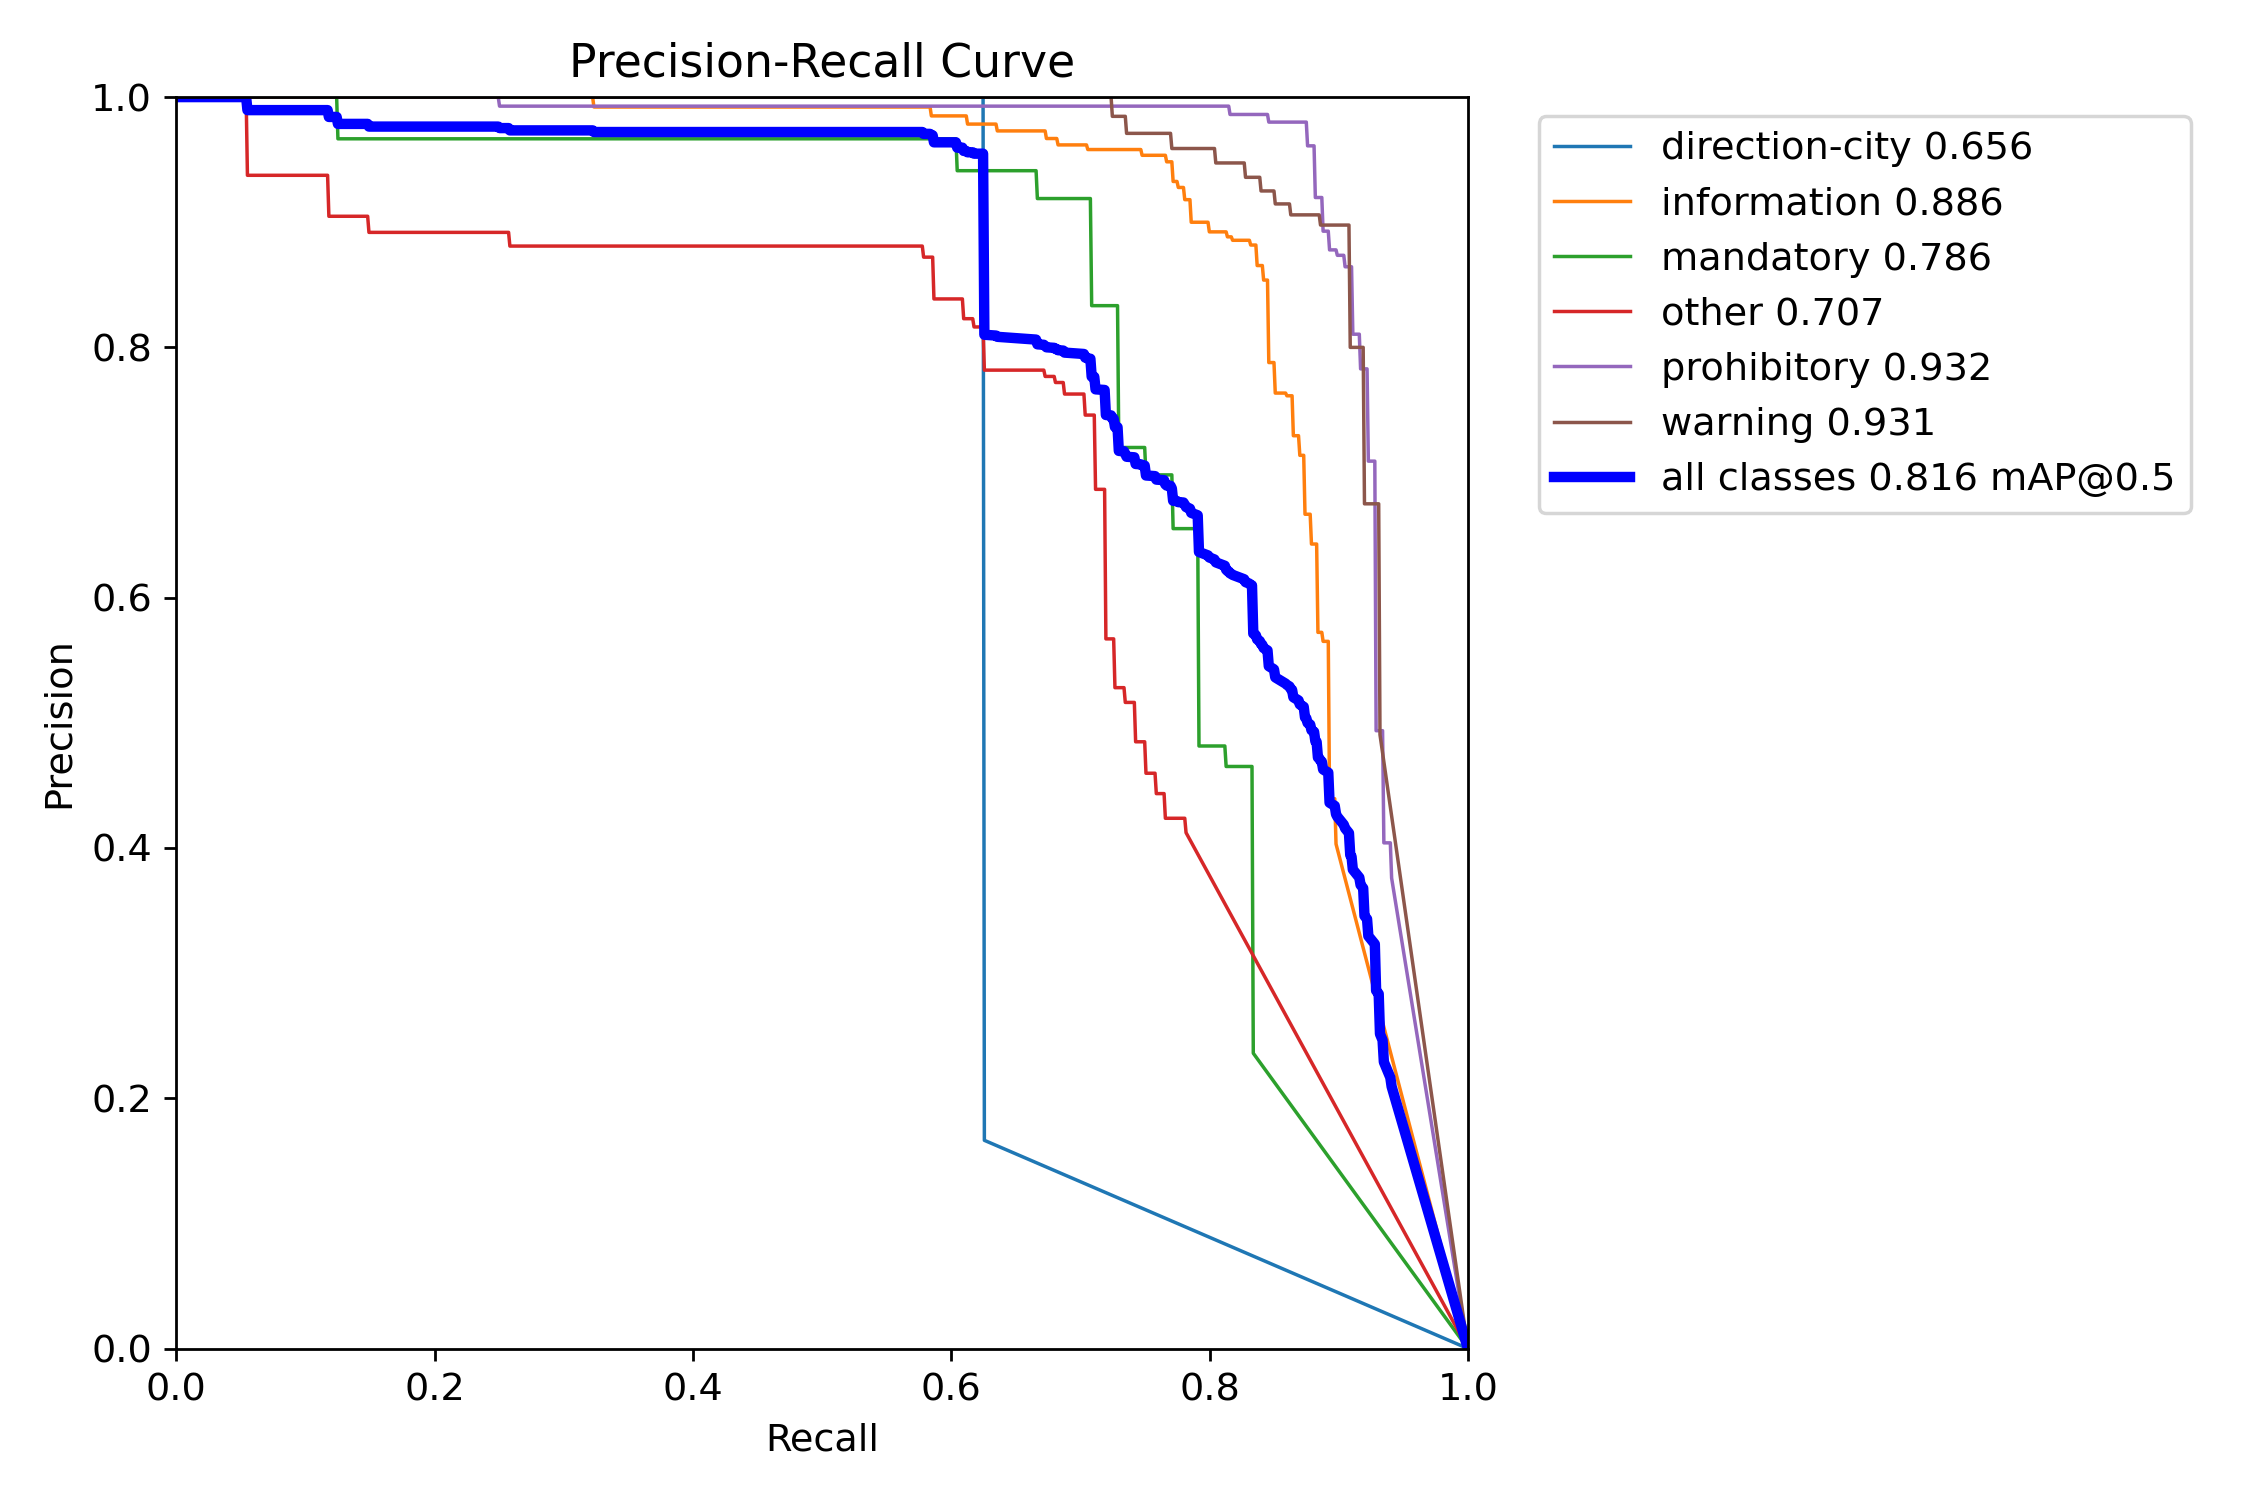 Precision-Recall Curve
1.0
0.8
0.6
0.4
0.2
0.0
Precision
0.0 0.2 0.4 0.6 0.8 1.0
Recall
direction-city 0.656
information 0.886
mandatory 0.786
other 0.707
prohibitory 0.932
warning 0.931
all classes 0.816 mAP@0.5